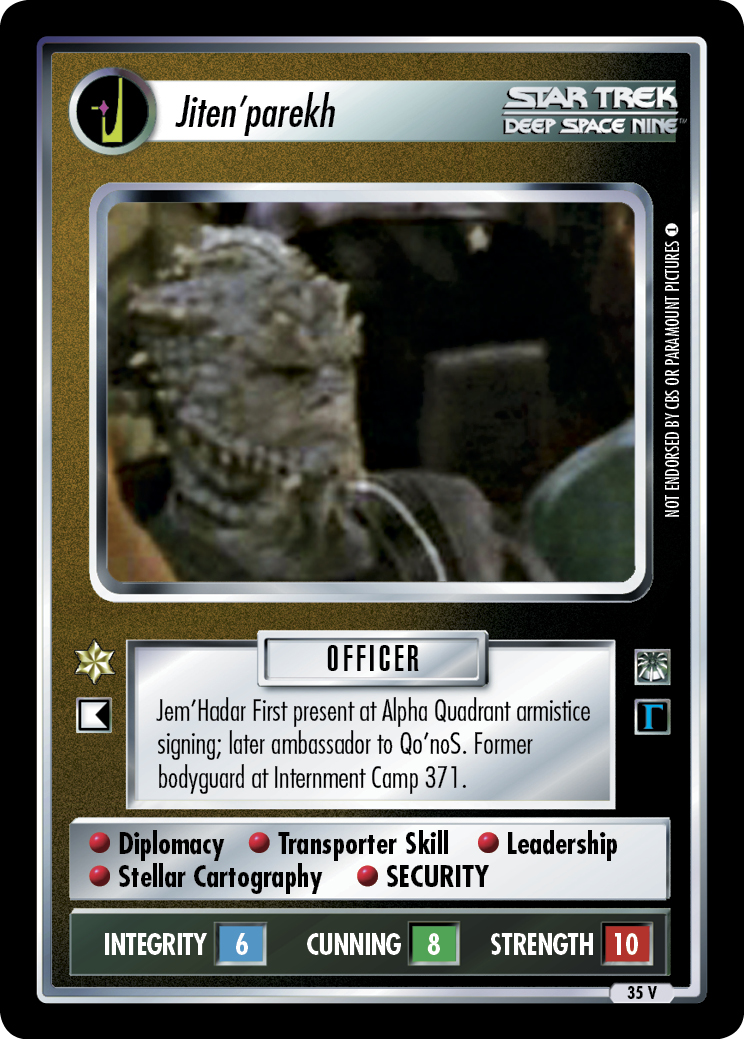 Jiten'parekh
STAR TREK
DEEP SPACE NINE™
NOT ENDORSED BY CBS OR PARAMOUNT PICTURES 1
OFFICER
Jem'Hadar First present at Alpha Quadrant armistice
signing; later ambassador to Qo'noS. Former
bodyguard at Internment Camp 371.
Γ
Diplomacy Transporter Skill Leadership
Stellar Cartography SECURITY
INTEGRITY 6 CUNNING 8 STRENGTH 10
35 V